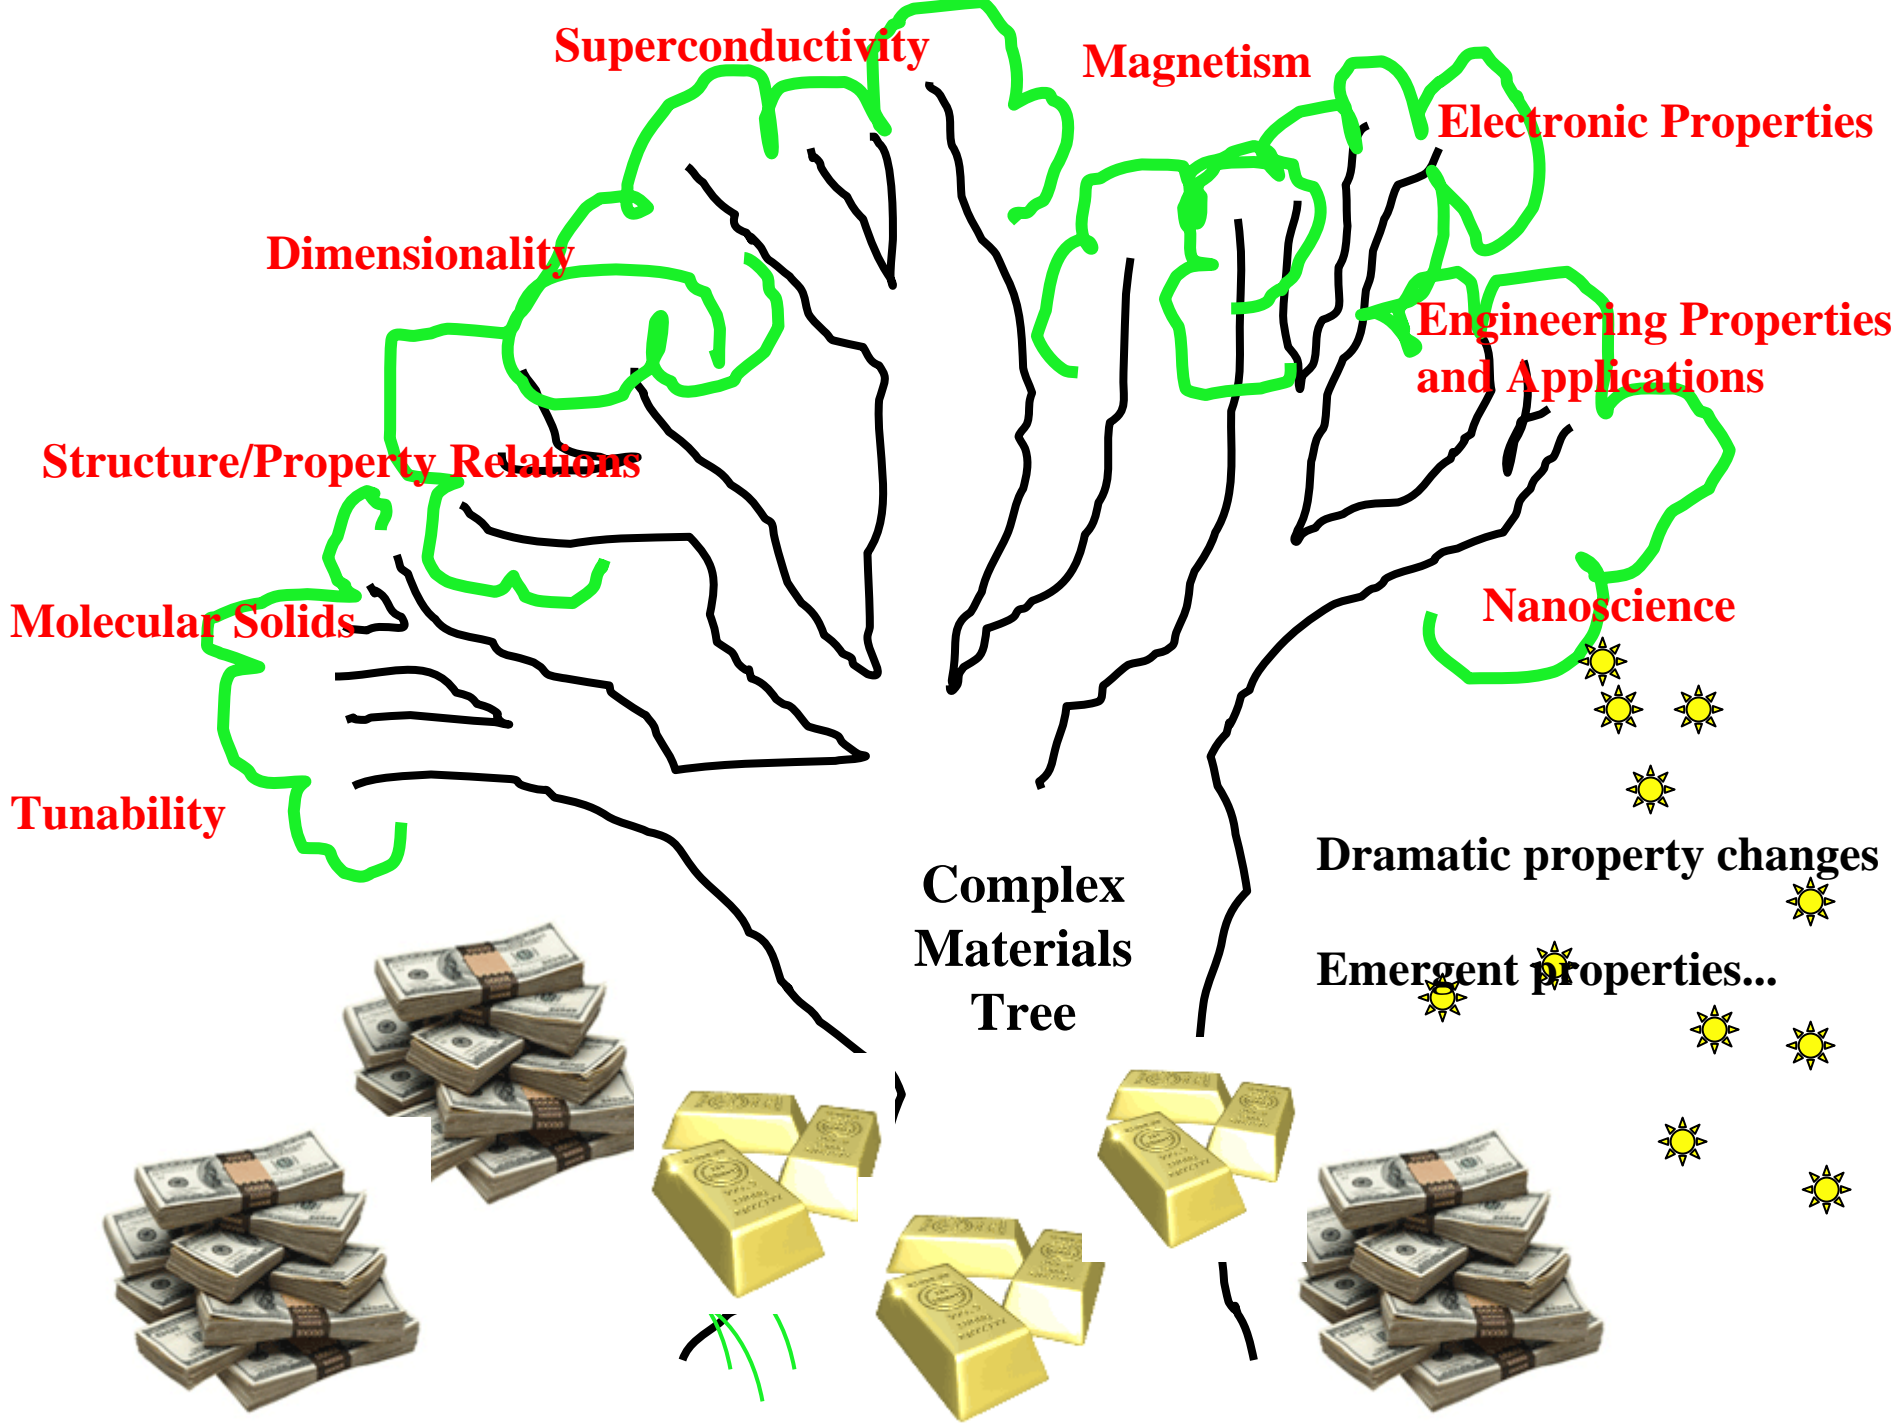 Superconductivity
Magnetism
Electronic Properties
Dimensionality
Engineering Properties
and Applications
Structure/Property Relations
Molecular Solids
Nanoscience
Tunability
Dramatic property changes
Complex
Materials
Tree
Emergent properties...